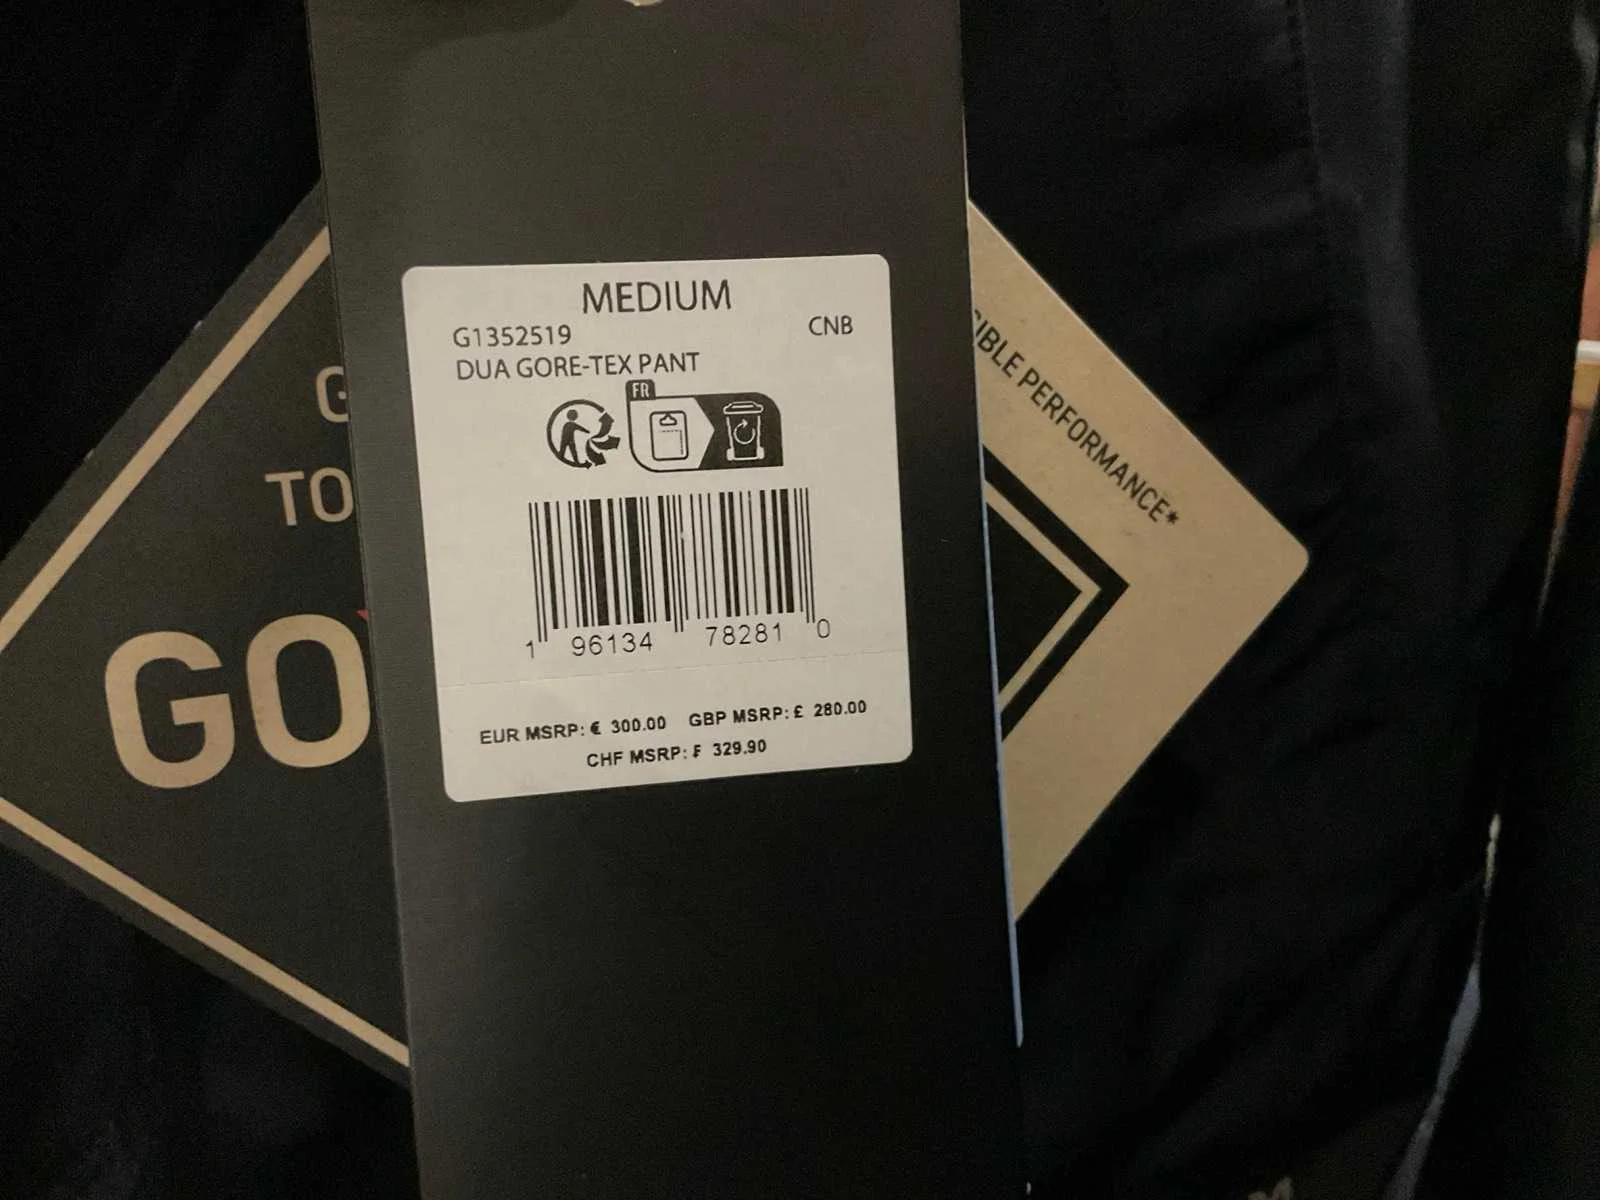 MEDIUM
G1352519 CNB
DUA GORE-TEX PANT
FR
1 96134 78281 0
EUR MSRP: € 300.00 GBP MSRP: £ 280.00
CHF MSRP: ₣ 329.90
TO
GO
PERFORMANCE*